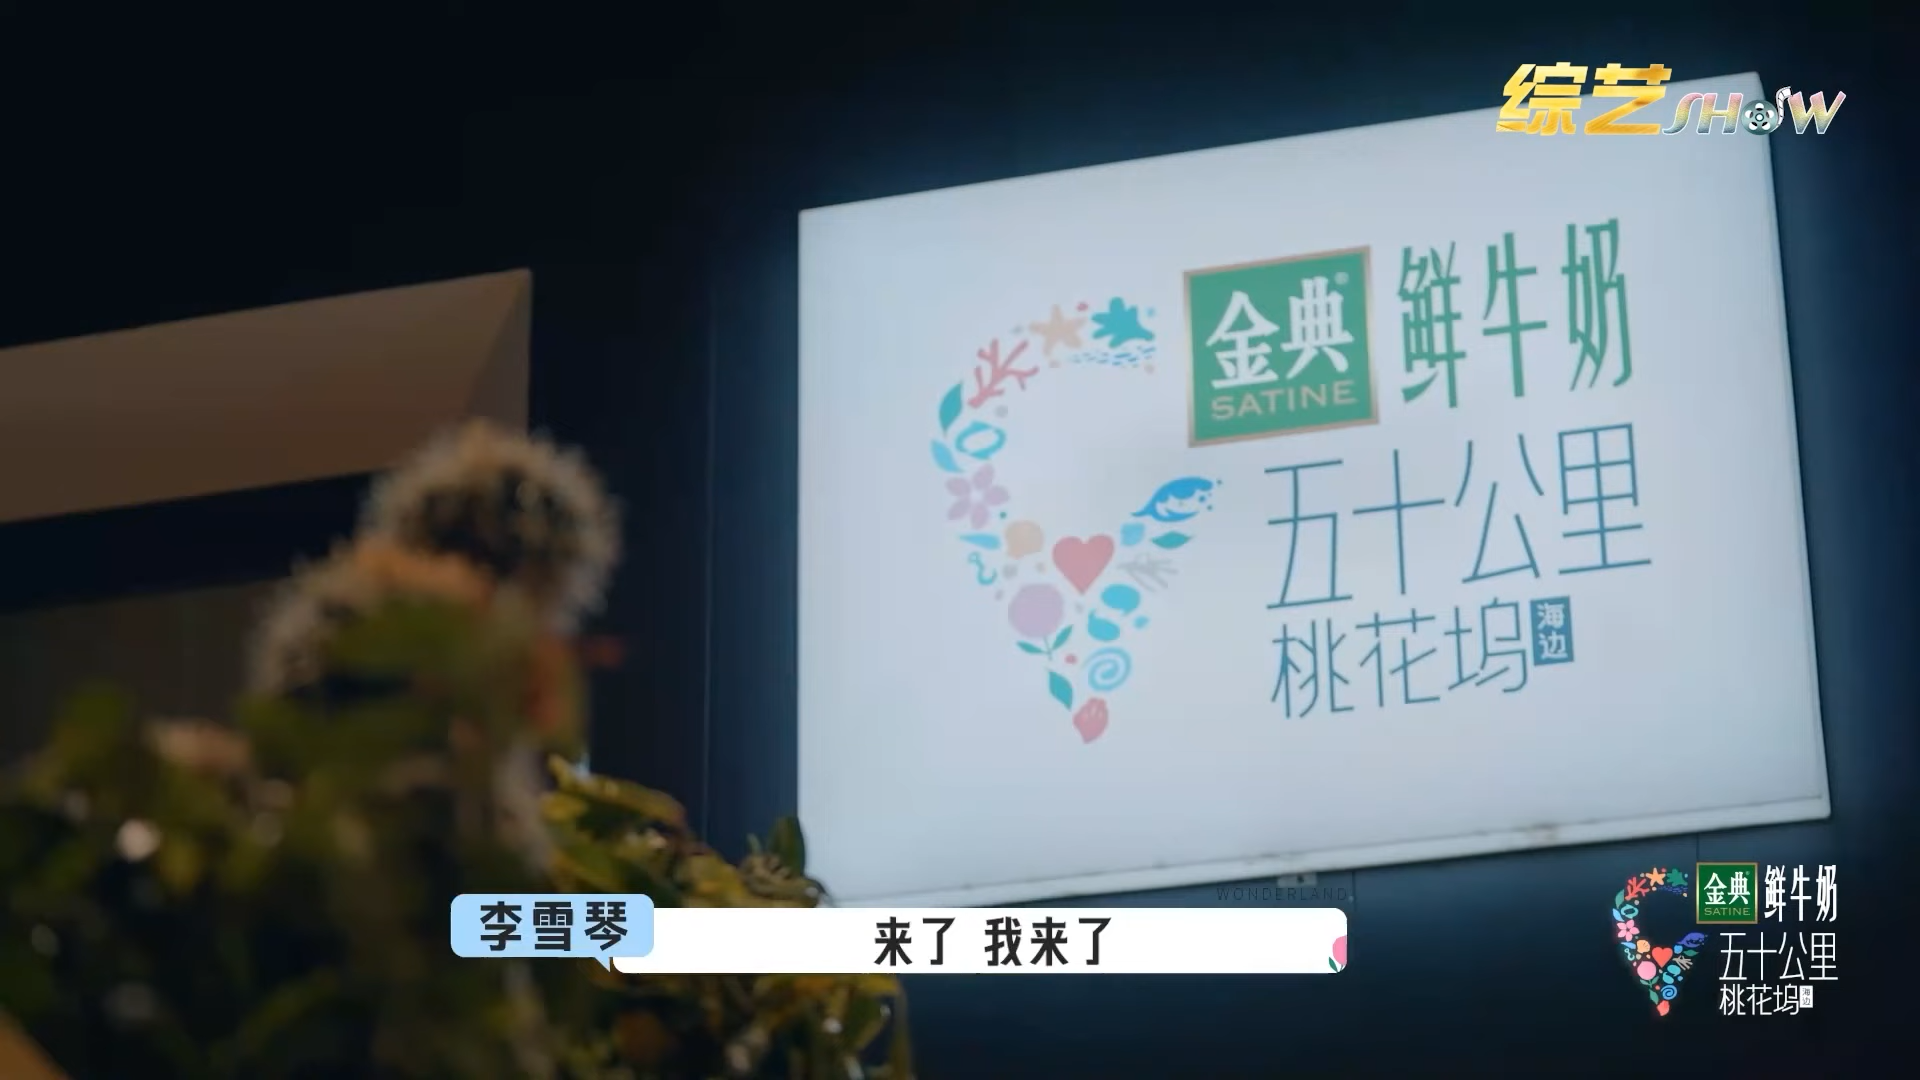 综艺SHOW
金典 鲜牛奶
SATINE
五十公里
桃花坞 海边
WONDERLAND
李雪琴 来了 我来了
金典 鲜牛奶
SATINE
五十公里
桃花坞 海边